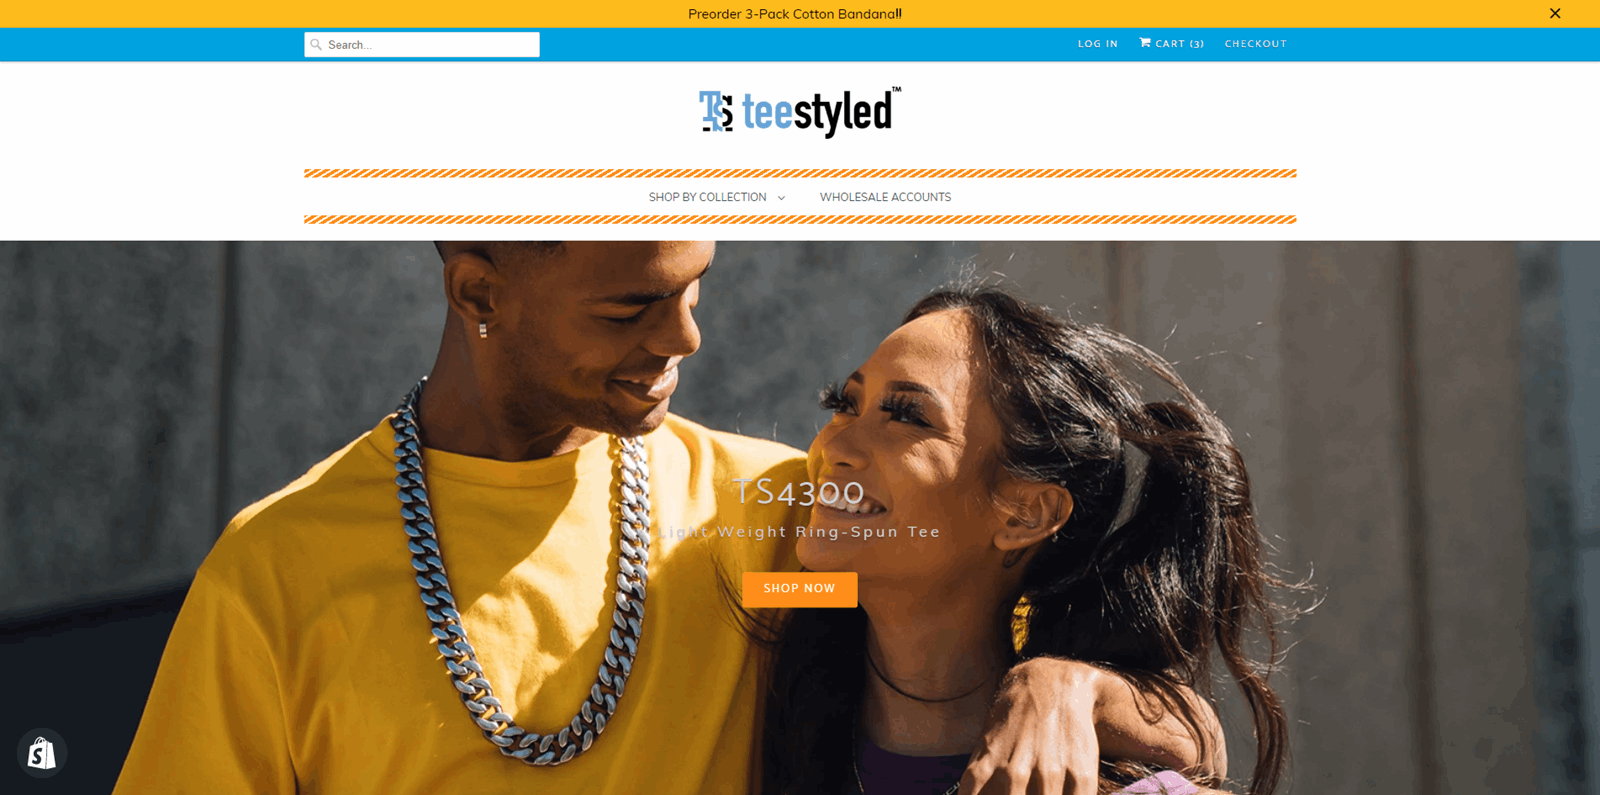 Preorder 3-Pack Cotton Bandana!!
Search...
LOG IN
CART (3)
CHECKOUT
TS teestyled™
SHOP BY COLLECTION
WHOLESALE ACCOUNTS
TS4300
Light Weight Ring-Spun Tee
SHOP NOW
S